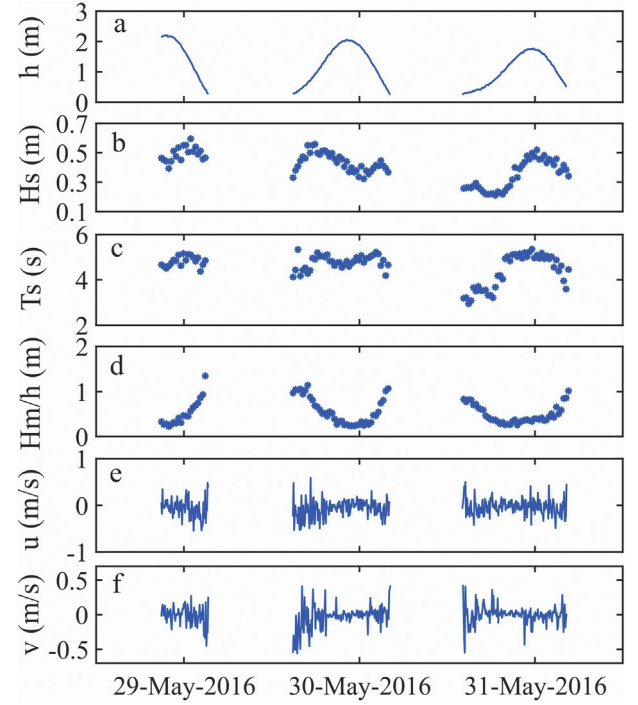 a
h (m)
3
2
1
0
b
Hs (m)
0.7
0.5
0.3
0.1
c
Ts (s)
6
4
2
d
Hm/h (m)
2
1
0
e
u (m/s)
1
0
-1
f
v (m/s)
0.5
0
-0.5
29-May-2016 30-May-2016 31-May-2016